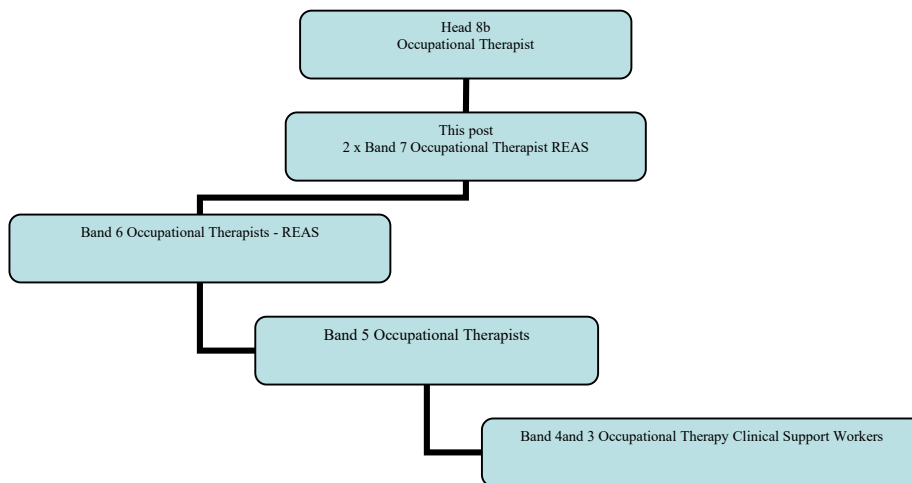 Head 8b
Occupational Therapist
This post
2 x Band 7 Occupational Therapist REAS
Band 6 Occupational Therapists - REAS
Band 5 Occupational Therapists
Band 4and 3 Occupational Therapy Clinical Support Workers